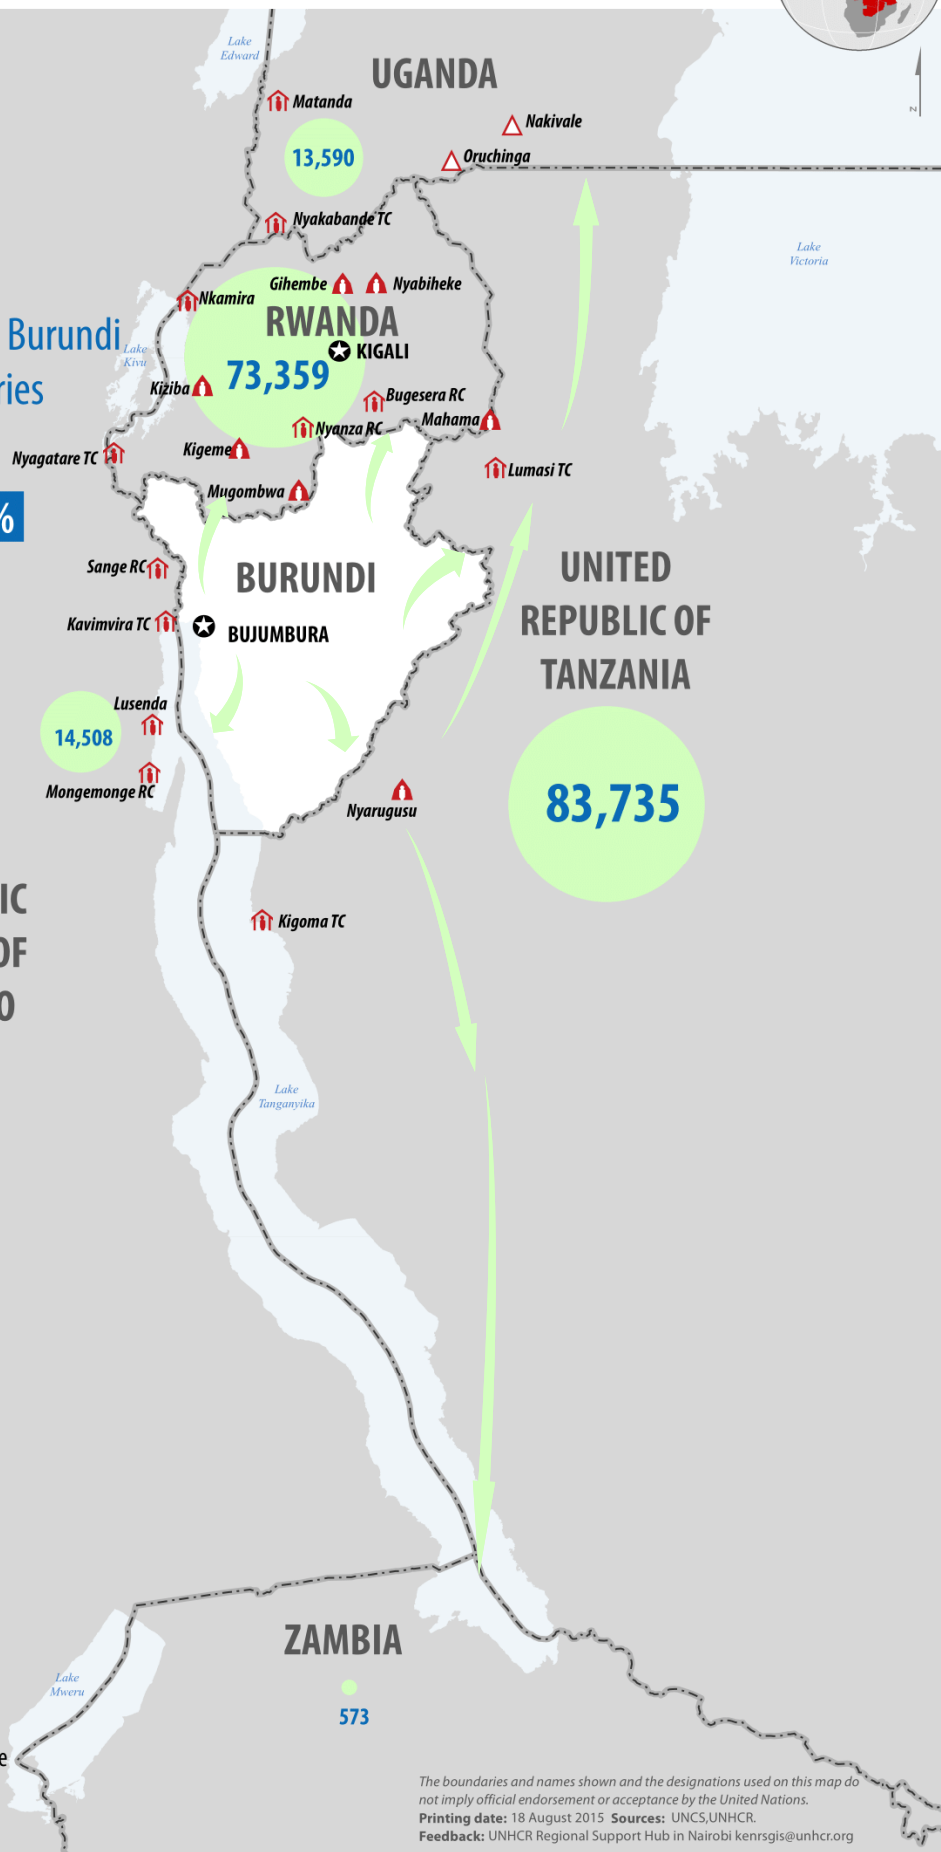 Lake
Edward
UGANDA
Matanda
Nakivale
13,590
Oruchinga
Nyakabande TC
Lake
Victoria
N
Gihembe
Nyabiheke
Nkamira
RWANDA
Burundi
Lake
Kivu
KIGALI
ries
73,359
Kiziba
Bugesera RC
Mahama
Nyanza RC
Kigeme
Nyagatare TC
Lumasi TC
Mugombwa
%
Sange RC
BURUNDI
UNITED
REPUBLIC OF
TANZANIA
Kavimvira TC
BUJUMBURA
Lusenda
14,508
Mongemonge RC
Nyarugusu
83,735
IC
OF
O
Kigoma TC
Lake
Tanganyika
ZAMBIA
573
Lake
Mweru
e
The boundaries and names shown and the designations used on this map do
not imply official endorsement or acceptance by the United Nations.
Printing date: 18 August 2015 Sources: UNCS,UNHCR.
Feedback: UNHCR Regional Support Hub in Nairobi kenrsgis@unhcr.org